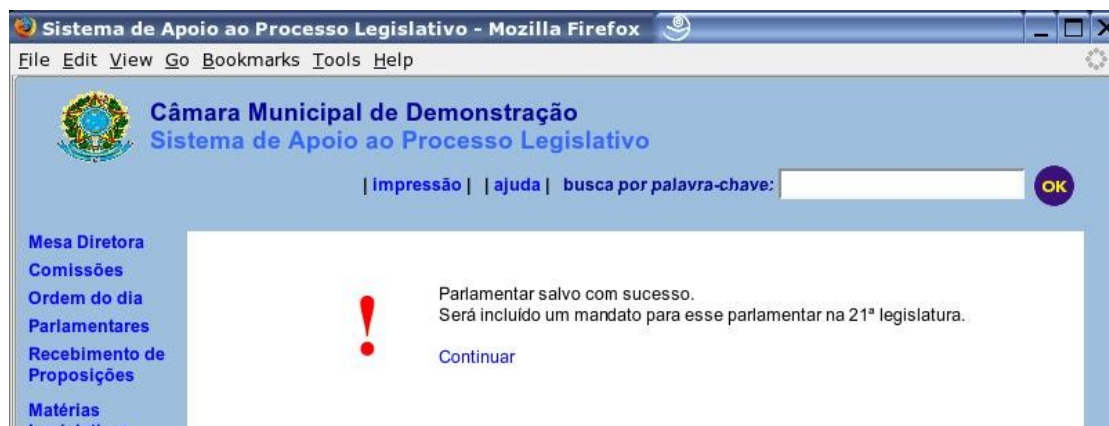 Sistema de Apoio ao Processo Legislativo - Mozilla Firefox
File Edit View Go Bookmarks Tools Help
Câmara Municipal de Demonstração
Sistema de Apoio ao Processo Legislativo
| impressão | | ajuda | busca por palavra-chave: OK
Mesa Diretora
Comissões
Ordem do dia
Parlamentares
Recebimento de
Proposições
Matérias
Parlamentar salvo com sucesso.
Será incluído um mandato para esse parlamentar na 21ª legislatura.
Continuar